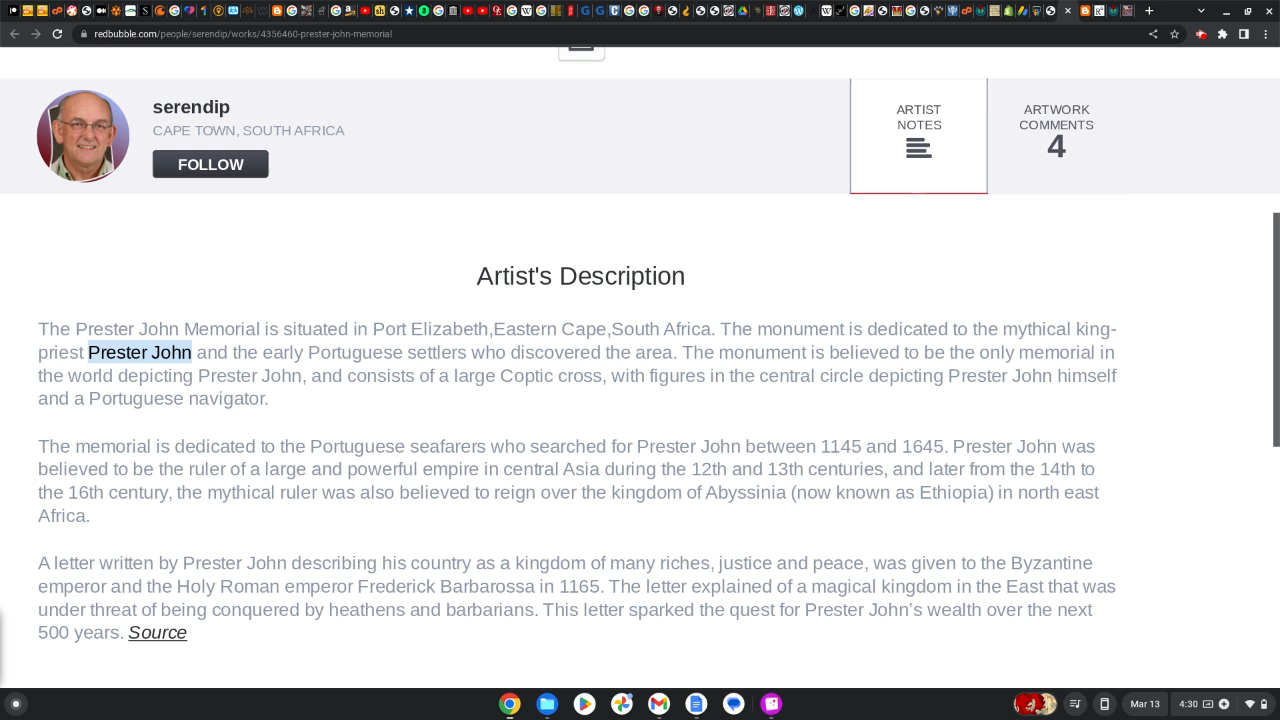 redbubble.com/people/serendip/works/4356460-prester-john-memorial
serendip
CAPE TOWN, SOUTH AFRICA
FOLLOW
ARTIST
NOTES
ARTWORK
COMMENTS
4
Artist's Description
The Prester John Memorial is situated in Port Elizabeth,Eastern Cape,South Africa. The monument is dedicated to the mythical king-
priest Prester John and the early Portuguese settlers who discovered the area. The monument is believed to be the only memorial in
the world depicting Prester John, and consists of a large Coptic cross, with figures in the central circle depicting Prester John himself
and a Portuguese navigator.
The memorial is dedicated to the Portuguese seafarers who searched for Prester John between 1145 and 1645. Prester John was
believed to be the ruler of a large and powerful empire in central Asia during the 12th and 13th centuries, and later from the 14th to
the 16th century, the mythical ruler was also believed to reign over the kingdom of Abyssinia (now known as Ethiopia) in north east
Africa.
A letter written by Prester John describing his country as a kingdom of many riches, justice and peace, was given to the Byzantine
emperor and the Holy Roman emperor Frederick Barbarossa in 1165. The letter explained of a magical kingdom in the East that was
under threat of being conquered by heathens and barbarians. This letter sparked the quest for Prester John’s wealth over the next
500 years. Source
Mar 13
4:30